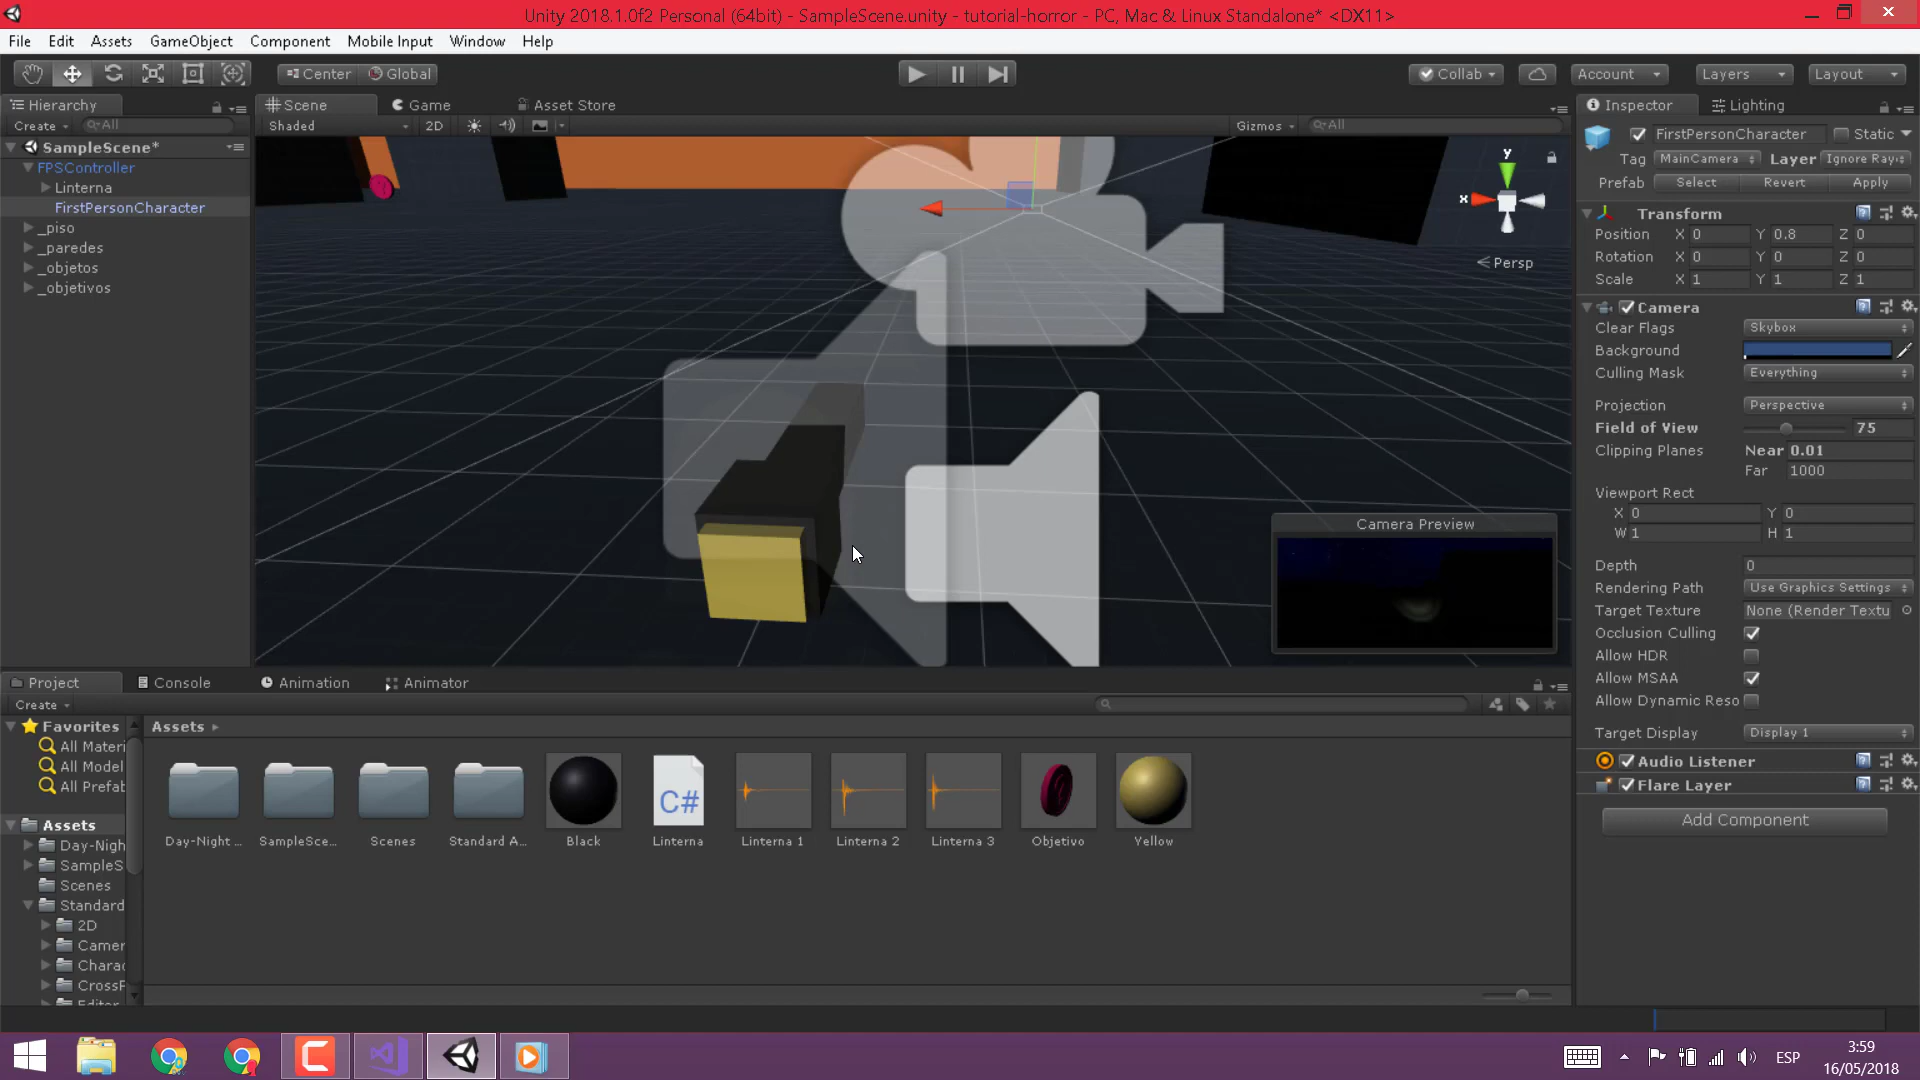 Unity 2018.1.0f2 Personal (64bit) - SampleScene.unity - tutorial-horror - PC, Mac & Linux Standalone* <DX11>
File Edit Assets GameObject Component Mobile Input Window Help
Center Global Collab Account Layers Layout
Hierarchy
Create All
SampleScene*
FPSController
Linterna
FirstPersonCharacter
_piso
_paredes
_objetos
_objetivos
Scene Game Asset Store
Shaded 2D Gizmos All
y
x
Persp
Camera Preview
Inspector Lighting
FirstPersonCharacter Static
Tag MainCamera Layer Ignore Ray
Prefab Select Revert Apply
Transform
Position X 0 Y 0.8 Z 0
Rotation X 0 Y 0 Z 0
Scale X 1 Y 1 Z 1
Camera
Clear Flags Skybox
Background
Culling Mask Everything
Projection Perspective
Field of View 75
Clipping Planes Near 0.01
Far 1000
Viewport Rect
X 0 Y 0
W 1 H 1
Depth 0
Rendering Path Use Graphics Settings
Target Texture None (Render Textu
Occlusion Culling
Allow HDR
Allow MSAA
Allow Dynamic Reso
Target Display Display 1
Audio Listener
Flare Layer
Add Component
Project Console Animation Animator
Create
Favorites
All Materi
All Model
All Prefab
Assets
Day-Nigh
SampleS
Scenes
Standard
2D
Camer
Charac
CrossP
Editor
Assets
C#
Day-Night ... SampleSce... Scenes Standard A... Black Linterna Linterna 1 Linterna 2 Linterna 3 Objetivo Yellow
ESP
3:59
16/05/2018